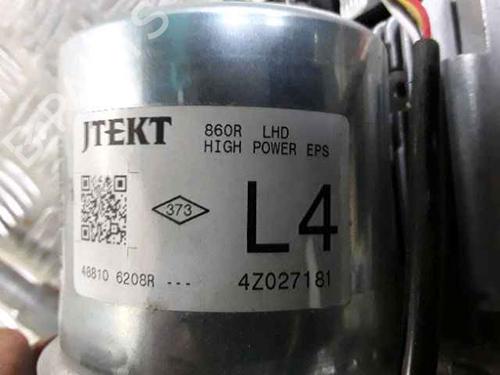 JTEKT
860R LHD
HIGH POWER EPS
373
L4
48810 6208R ---
4Z027181